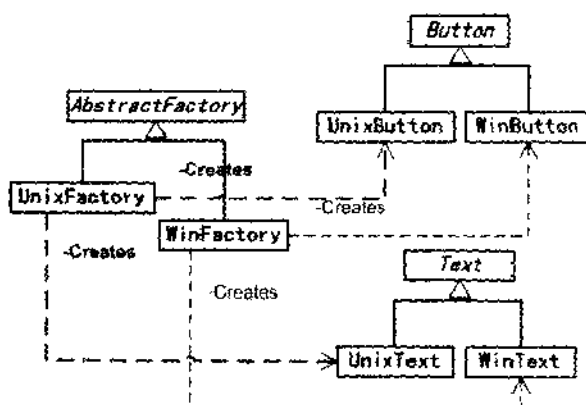 Button
AbstractFactory
UnixButton
WinButton
-Creates
UnixFactory
-Creates
WinFactory
-Creates
Text
-Creates
UnixText
WinText